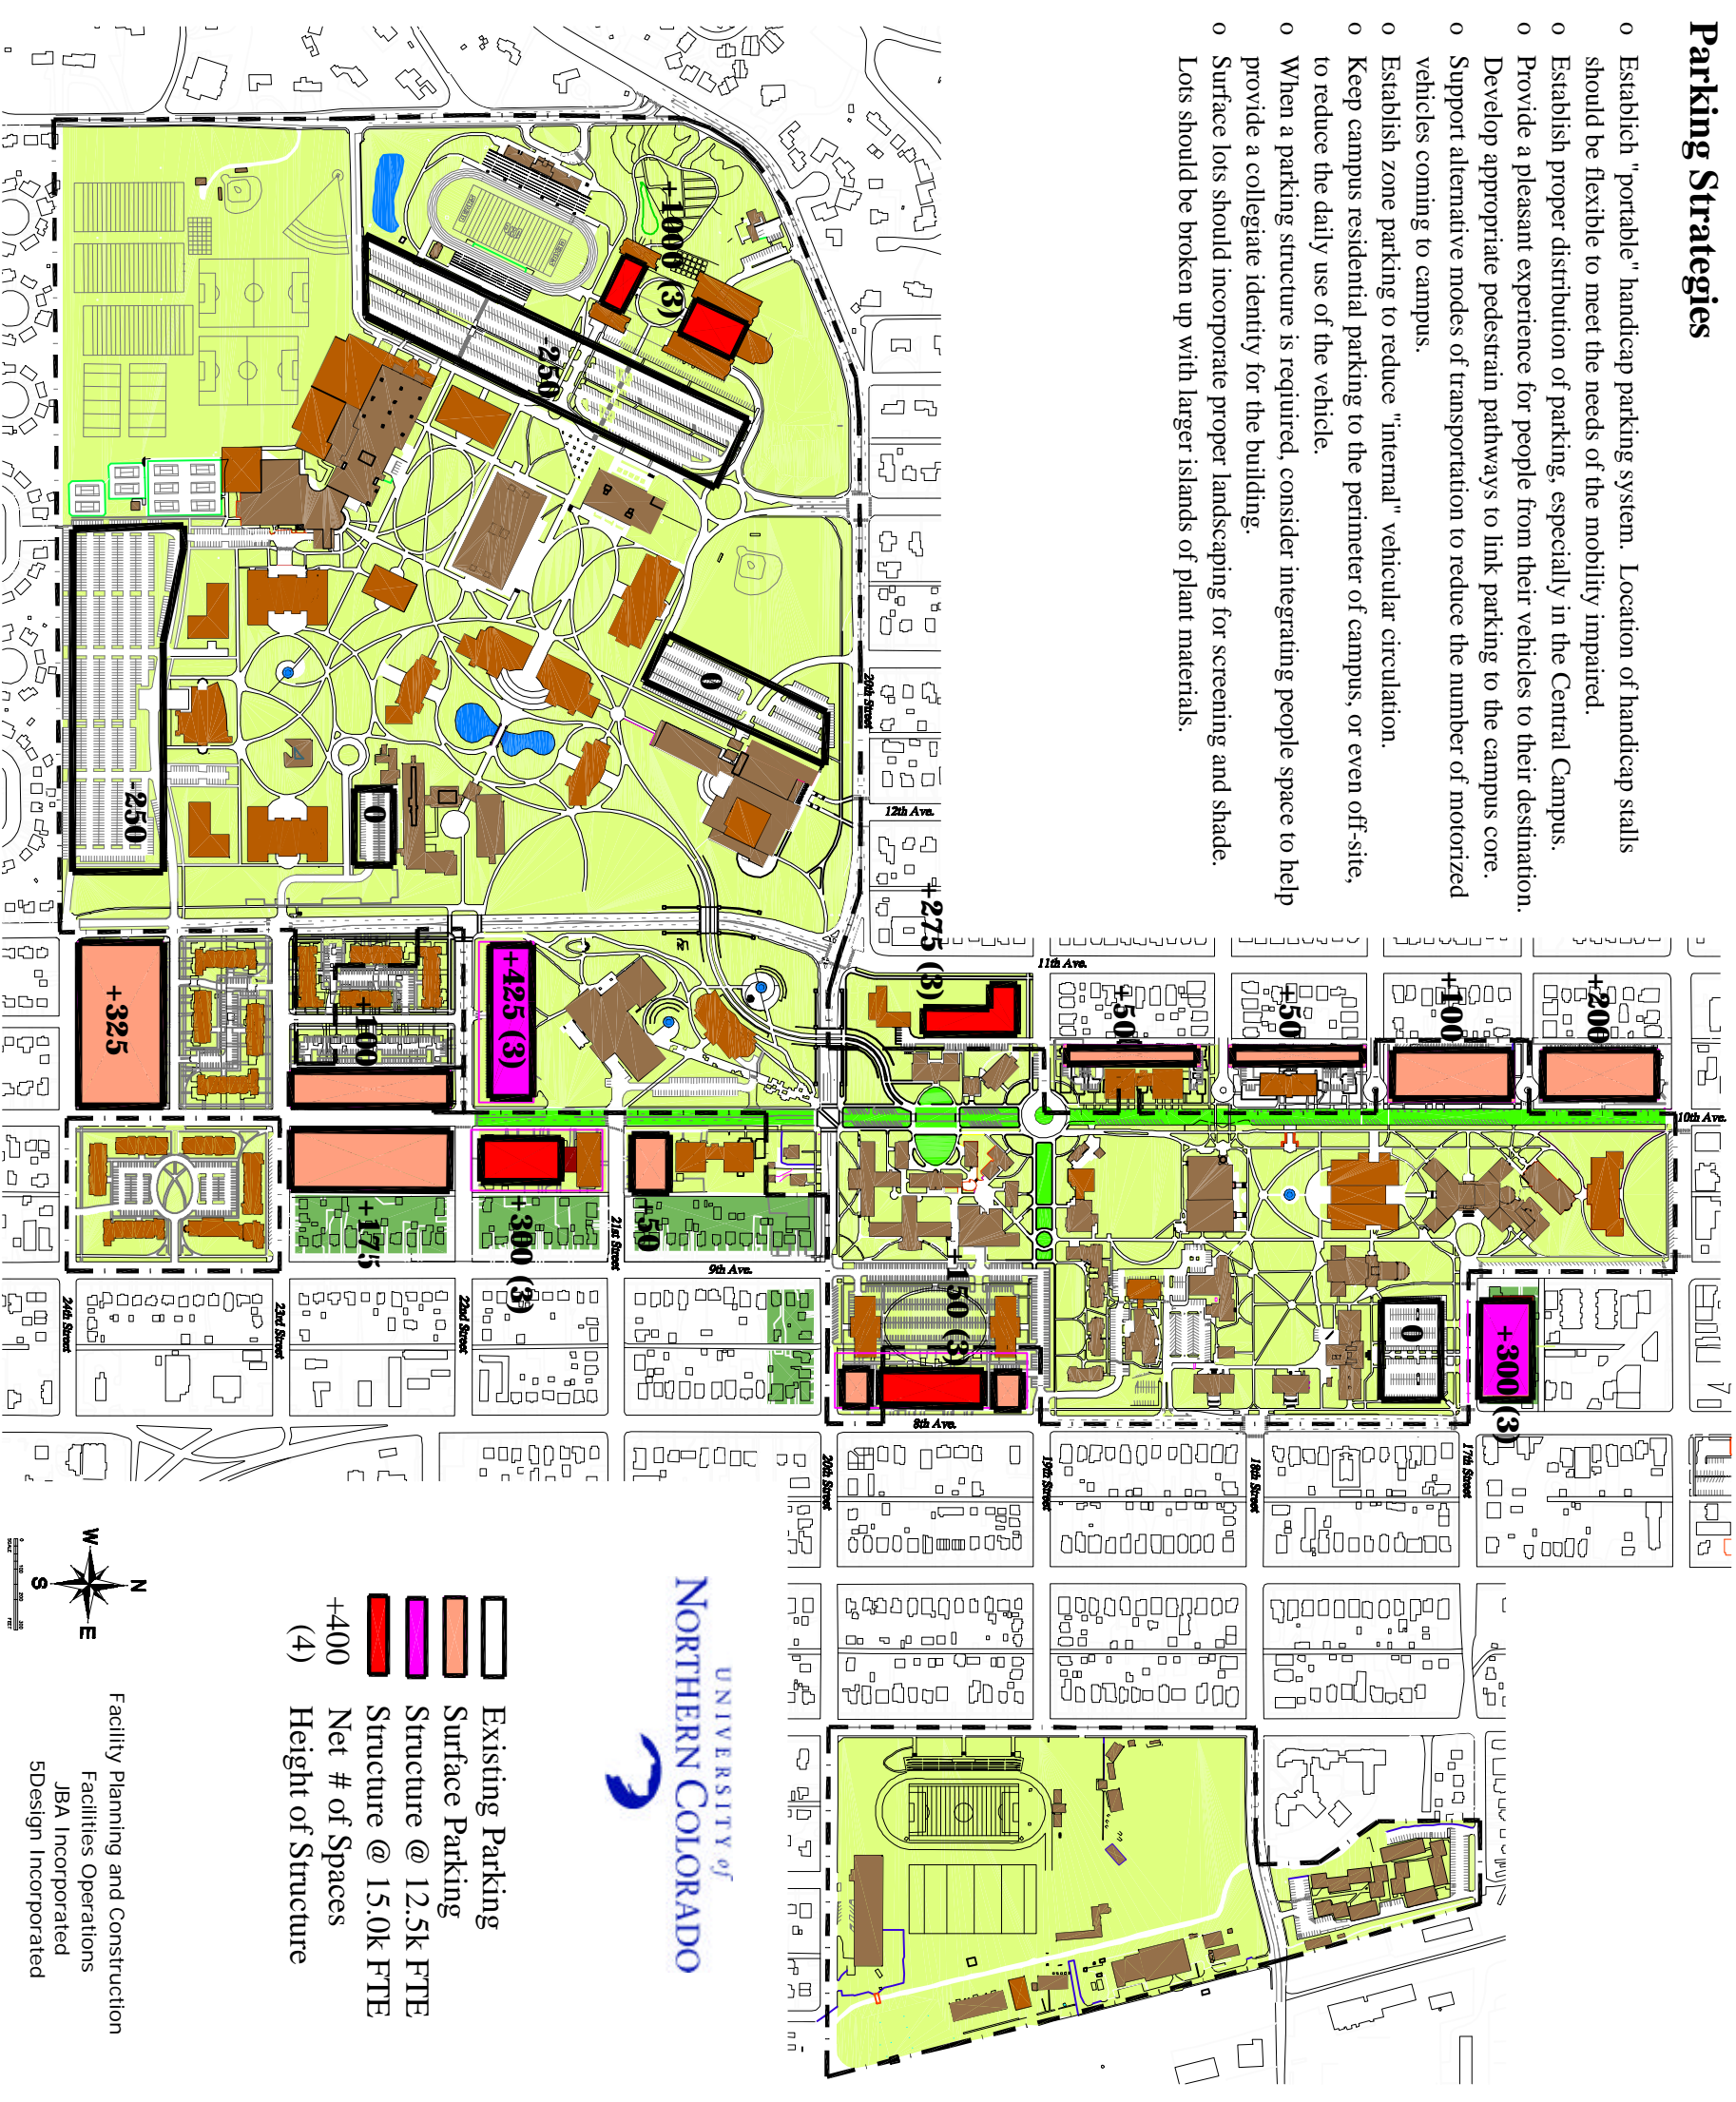 Parking Strategies
o Establich "portable" handicap parking system. Location of handicap stalls
should be flexible to meet the needs of the mobility impaired.
o Establish proper distribution of parking, especially in the Central Campus.
o Provide a pleasant experience for people from their vehicles to their destination.
Develop appropriate pedestrain pathways to link parking to the campus core.
o Support alternative modes of transportation to reduce the number of motorized
vehicles coming to campus.
o Establish zone parking to reduce "internal" vehicular circulation.
o Keep campus residential parking to the perimeter of campus, or even off-site,
to reduce the daily use of the vehicle.
o When a parking structure is reqiured, consider integrating people space to help
provide a collegiate identity for the building.
o Surface lots should incorporate proper landscaping for screening and shade.
Lots should be broken up with larger islands of plant materials.
+200
+100
+50
+50
+275 (3)
11th Ave.
10th Ave.
12th Ave.
20th Street
+1000 (3)
-250
0
0
-250
+425 (3)
+100
+325
+300 (3)
0
+150 (3)
8th Ave.
9th Ave.
+50
21st Street
+300 (3)
+175
17th Street
18th Street
19th Street
20th Street
22nd Street
23rd Street
24th Street
UNIVERSITY of
NORTHERN COLORADO
Existing Parking
Surface Parking
Structure @ 12.5k FTE
Structure @ 15.0k FTE
+400 Net # of Spaces
(4) Height of Structure
N
W
E
S
Facility Planning and Construction
Facilities Operations
JBA Incorporated
5Design Incorporated